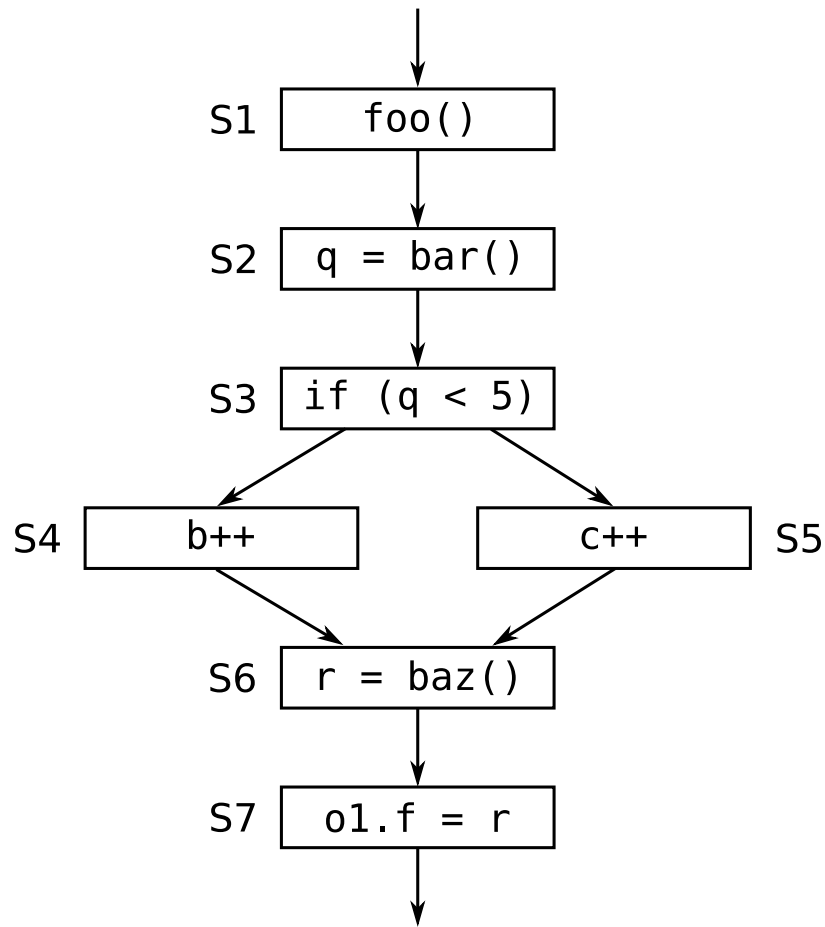 S1 foo()
S2 q = bar()
S3 if (q < 5)
S4 b++ c++ S5
S6 r = baz()
S7 o1.f = r